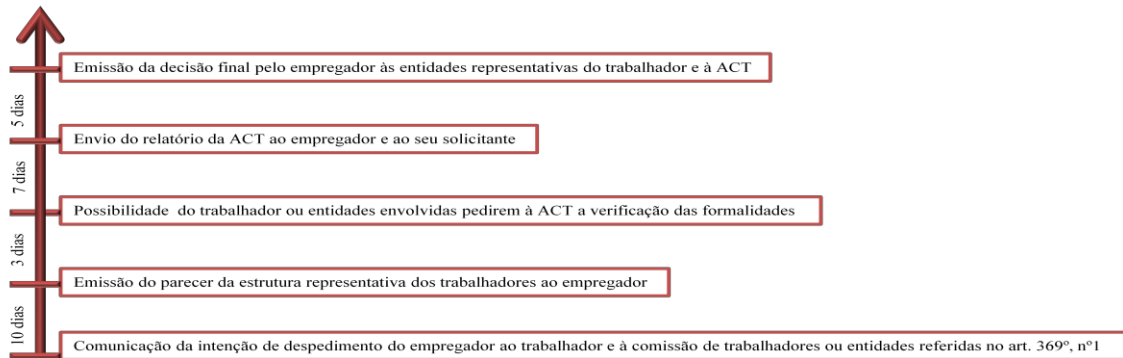 Emissão da decisão final pelo empregador às entidades representativas do trabalhador e à ACT
5 dias
Envio do relatório da ACT ao empregador e ao seu solicitante
7 dias
Possibilidade do trabalhador ou entidades envolvidas pedirem à ACT a verificação das formalidades
3 dias
Emissão do parecer da estrutura representativa dos trabalhadores ao empregador
10 dias
Comunicação da intenção de despedimento do empregador ao trabalhador e à comissão de trabalhadores ou entidades referidas no art. 369º, nº1